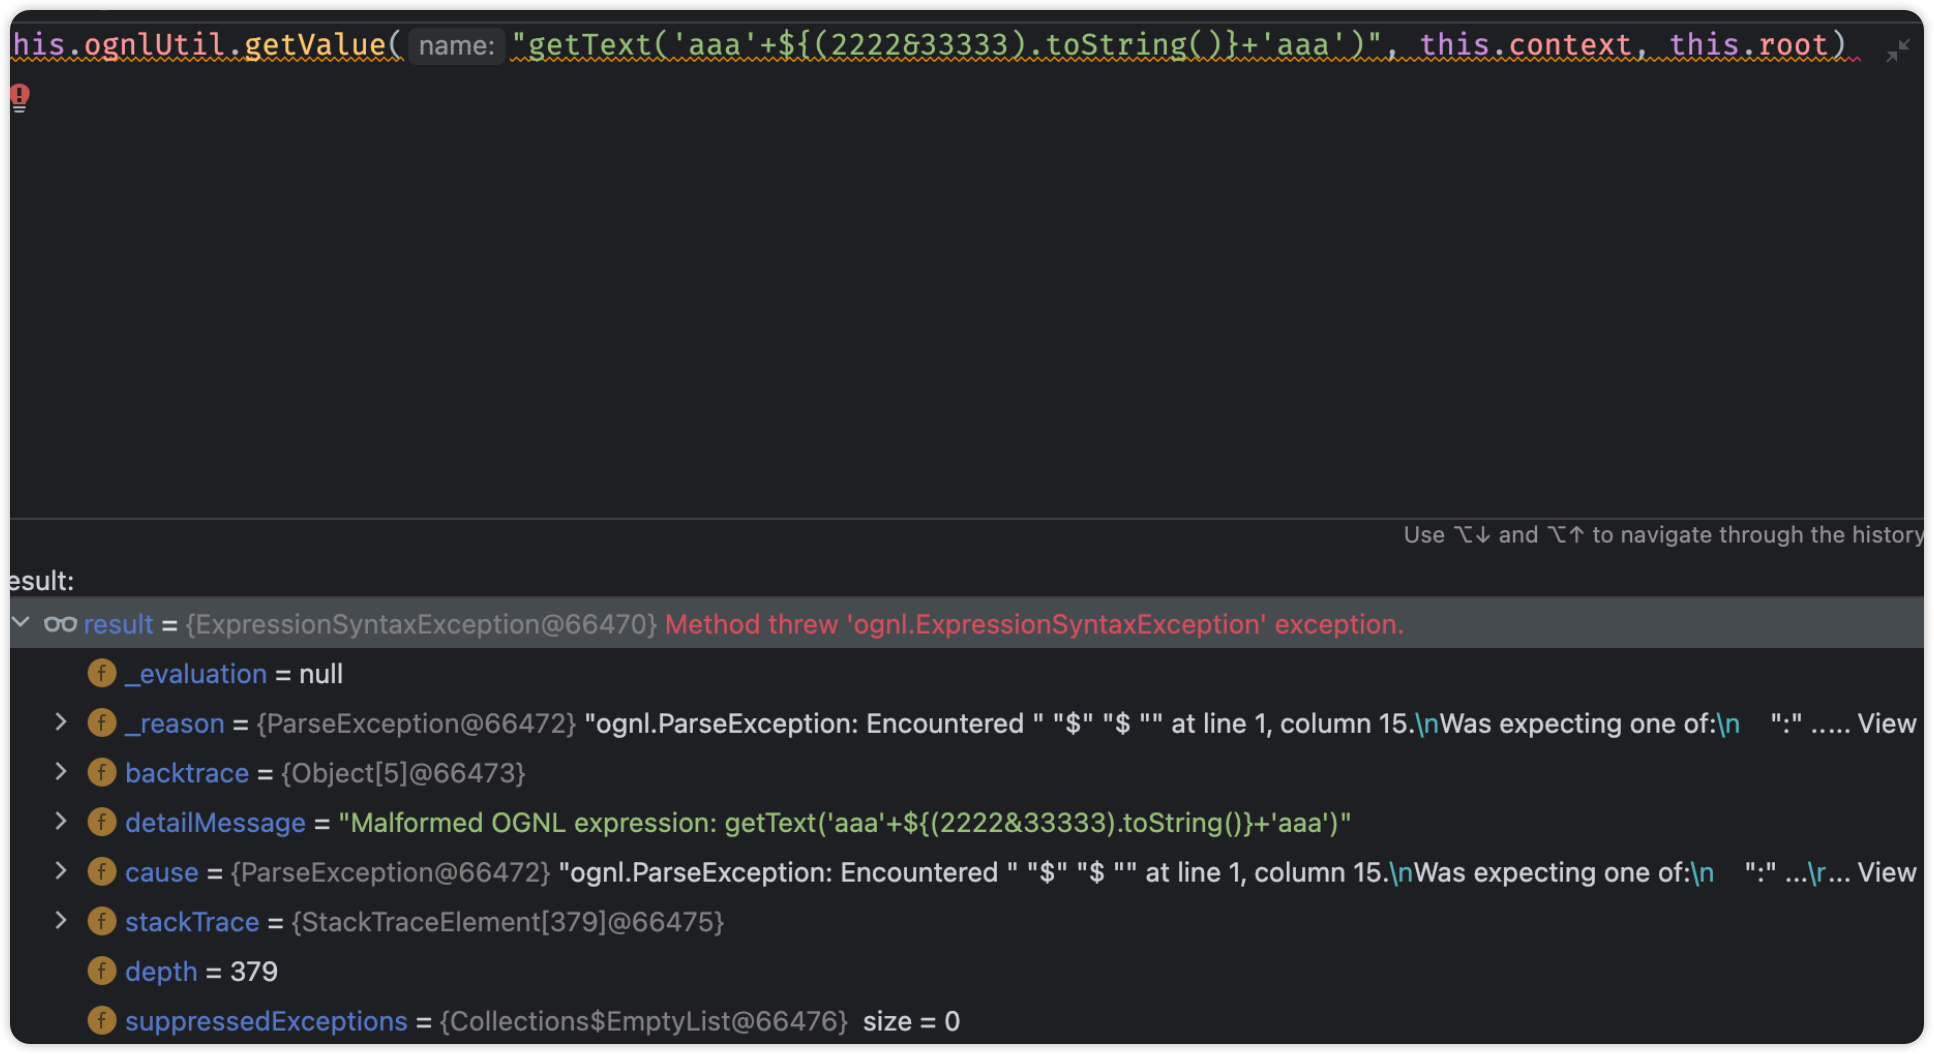 his.ognlUtil.getValue( name: "getText('aaa'+${(2222&33333).toString()}+'aaa')", this.context, this.root)
Use ⌥↓ and ⌥↑ to navigate through the history
esult:
result = {ExpressionSyntaxException@66470} Method threw 'ognl.ExpressionSyntaxException' exception.
f _evaluation = null
f _reason = {ParseException@66472} "ognl.ParseException: Encountered " "$" "$ "" at line 1, column 15.\nWas expecting one of:\n    ":" ..... View
f backtrace = {Object[5]@66473}
f detailMessage = "Malformed OGNL expression: getText('aaa'+${(2222&33333).toString()}+'aaa')"
f cause = {ParseException@66472} "ognl.ParseException: Encountered " "$" "$ "" at line 1, column 15.\nWas expecting one of:\n    ":" ...\r... View
f stackTrace = {StackTraceElement[379]@66475}
f depth = 379
f suppressedExceptions = {Collections$EmptyList@66476}  size = 0